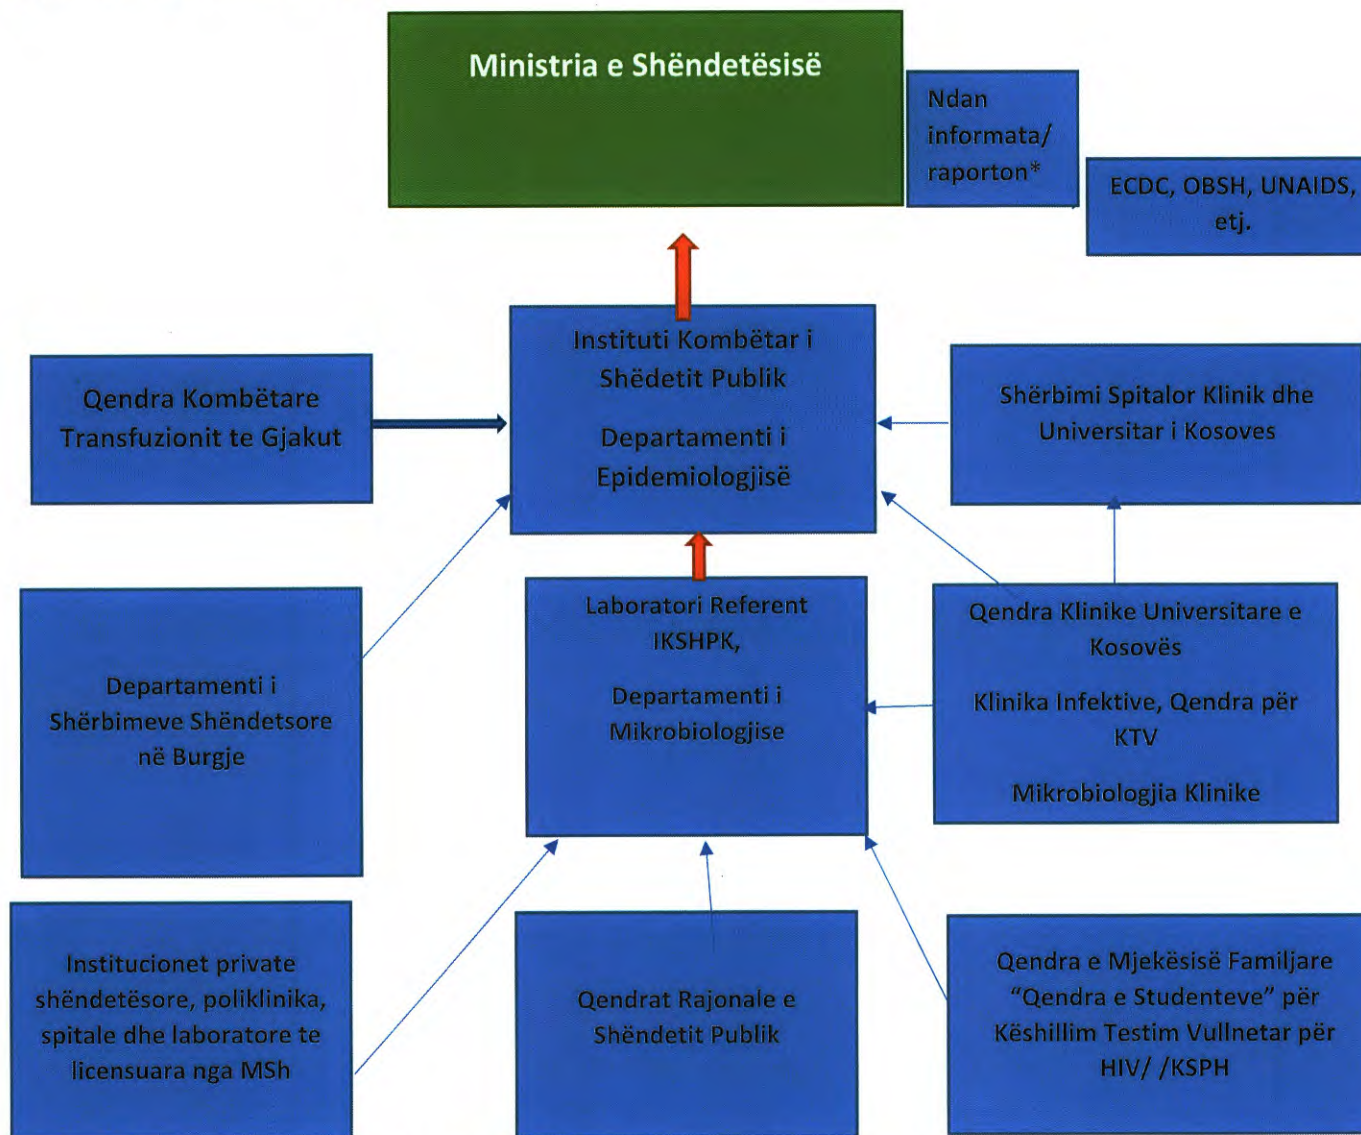 Ministria e Shëndetësisë
Ndan
informata/
raporton*
ECDC, OBSH, UNAIDS,
etj.
Instituti Kombëtar i
Shëdetit Publik
Departamenti i
Epidemiologjisë
Qendra Kombëtare
Transfuzionit te Gjakut
Shërbimi Spitalor Klinik dhe
Universitar i Kosoves
Departamenti i
Shërbimeve Shëndetsore
në Burgje
Laboratori Referent
IKSHPK,
Departamenti i
Mikrobiologjise
Qendra Klinike Universitare e
Kosovës
Klinika Infektive, Qendra për
KTV
Mikrobiologjia Klinike
Institucionet private
shëndetësore, poliklinika,
spitale dhe laboratore te
licensuara nga MSh
Qendrat Rajonale e
Shëndetit Publik
Qendra e Mjekësisë Familjare
“Qendra e Studenteve” për
Këshillim Testim Vullnetar për
HIV/ /KSPH